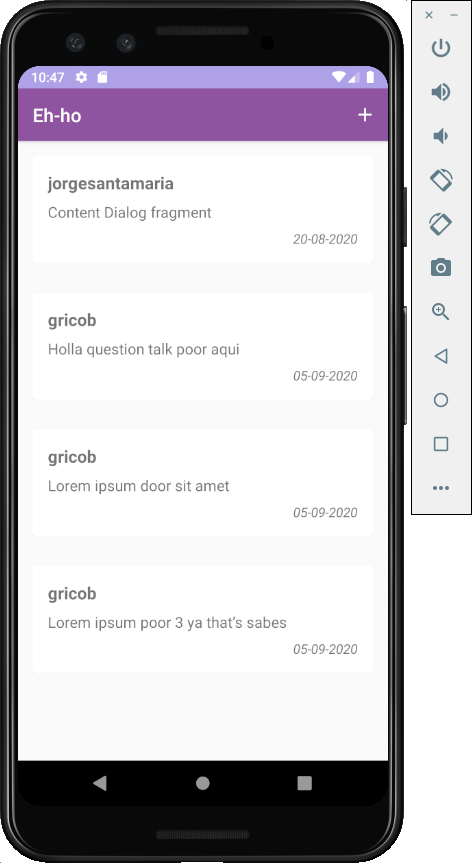 10:47
Eh-ho
jorgesantamaria
Content Dialog fragment
20-08-2020
gricob
Holla question talk poor aqui
05-09-2020
gricob
Lorem ipsum door sit amet
05-09-2020
gricob
Lorem ipsum poor 3 ya that's sabes
05-09-2020